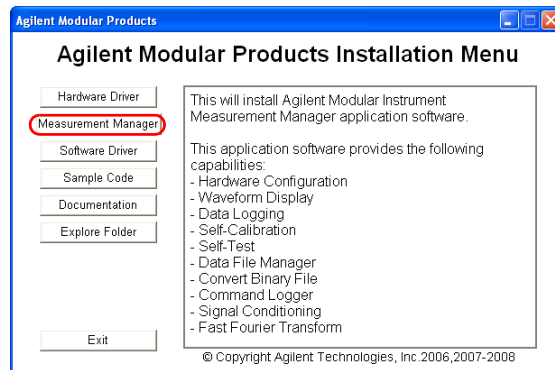 Agilent Modular Products
Agilent Modular Products Installation Menu
Hardware Driver
Measurement Manager
Software Driver
Sample Code
Documentation
Explore Folder
Exit
This will install Agilent Modular Instrument
Measurement Manager application software.
This application software provides the following
capabilities:
- Hardware Configuration
- Waveform Display
- Data Logging
- Self-Calibration
- Self-Test
- Data File Manager
- Convert Binary File
- Command Logger
- Signal Conditioning
- Fast Fourier Transform
© Copyright Agilent Technologies, Inc.2006,2007-2008